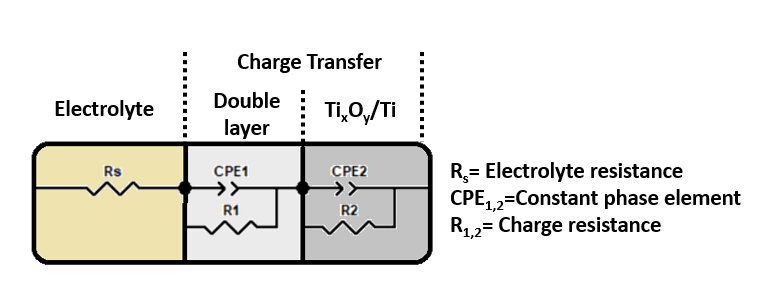 Charge Transfer
Electrolyte
Double
layer
TixOy/Ti
Rs
CPE1
R1
CPE2
R2
Rs= Electrolyte resistance
CPE1,2=Constant phase element
R1,2= Charge resistance